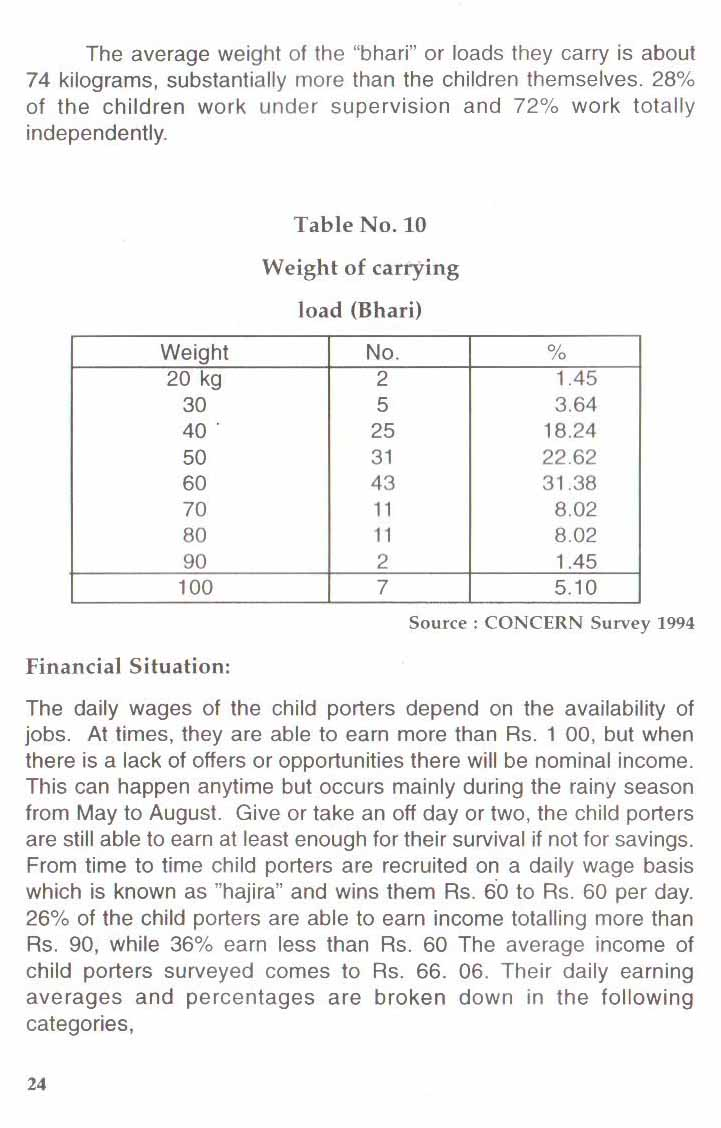 The average weight of the “bhari” or loads they carry is about
74 kilograms, substantially more than the children themselves. 28%
of the children work under supervision and 72% work totally
independently.
Table No. 10
Weight of carrying
load (Bhari)
Weight No. %
20 kg 2 1.45
30 5 3.64
40 25 18.24
50 31 22.62
60 43 31.38
70 11 8.02
80 11 8.02
90 2 1.45
100 7 5.10
Source : CONCERN Survey 1994
Financial Situation:
The daily wages of the child porters depend on the availability of
jobs. At times, they are able to earn more than Rs. 1 00, but when
there is a lack of offers or opportunities there will be nominal income.
This can happen anytime but occurs mainly during the rainy season
from May to August. Give or take an off day or two, the child porters
are still able to earn at least enough for their survival if not for savings.
From time to time child porters are recruited on a daily wage basis
which is known as ”hajira” and wins them Rs. 60 to Rs. 60 per day.
26% of the child porters are able to earn income totalling more than
Rs. 90, while 36% earn less than Rs. 60 The average income of
child porters surveyed comes to Rs. 66. 06. Their daily earning
averages and percentages are broken down in the following
categories,
24